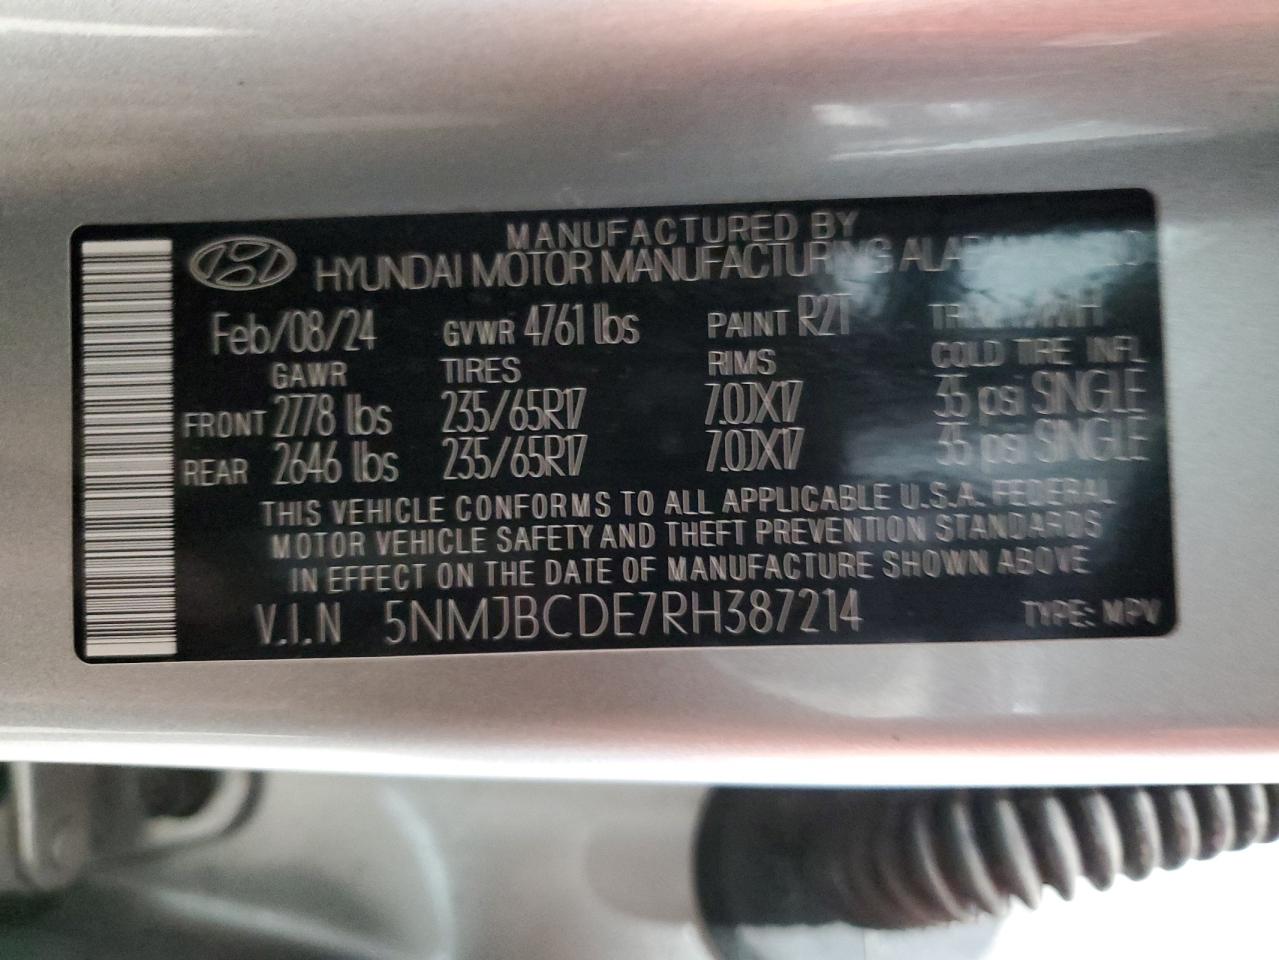 MANUFACTURED BY
HYUNDAI MOTOR MANUFACTURING
Feb/08/24 GVWR 4761 lbs PAINT R2T
GAWR TIRES RIMS COLD TIRE INFL
FRONT 2778 lbs 235/65R17 7.0JX17 35 psi SINGLE
REAR 2646 lbs 235/65R17 7.0JX17 35 psi SINGLE
THIS VEHICLE CONFORMS TO ALL APPLICABLE U.S.A. FEDERAL
MOTOR VEHICLE SAFETY AND THEFT PREVENTION STANDARDS
IN EFFECT ON THE DATE OF MANUFACTURE SHOWN ABOVE
V.I.N 5NMJBCDE7RH387214 TYPE: MPV